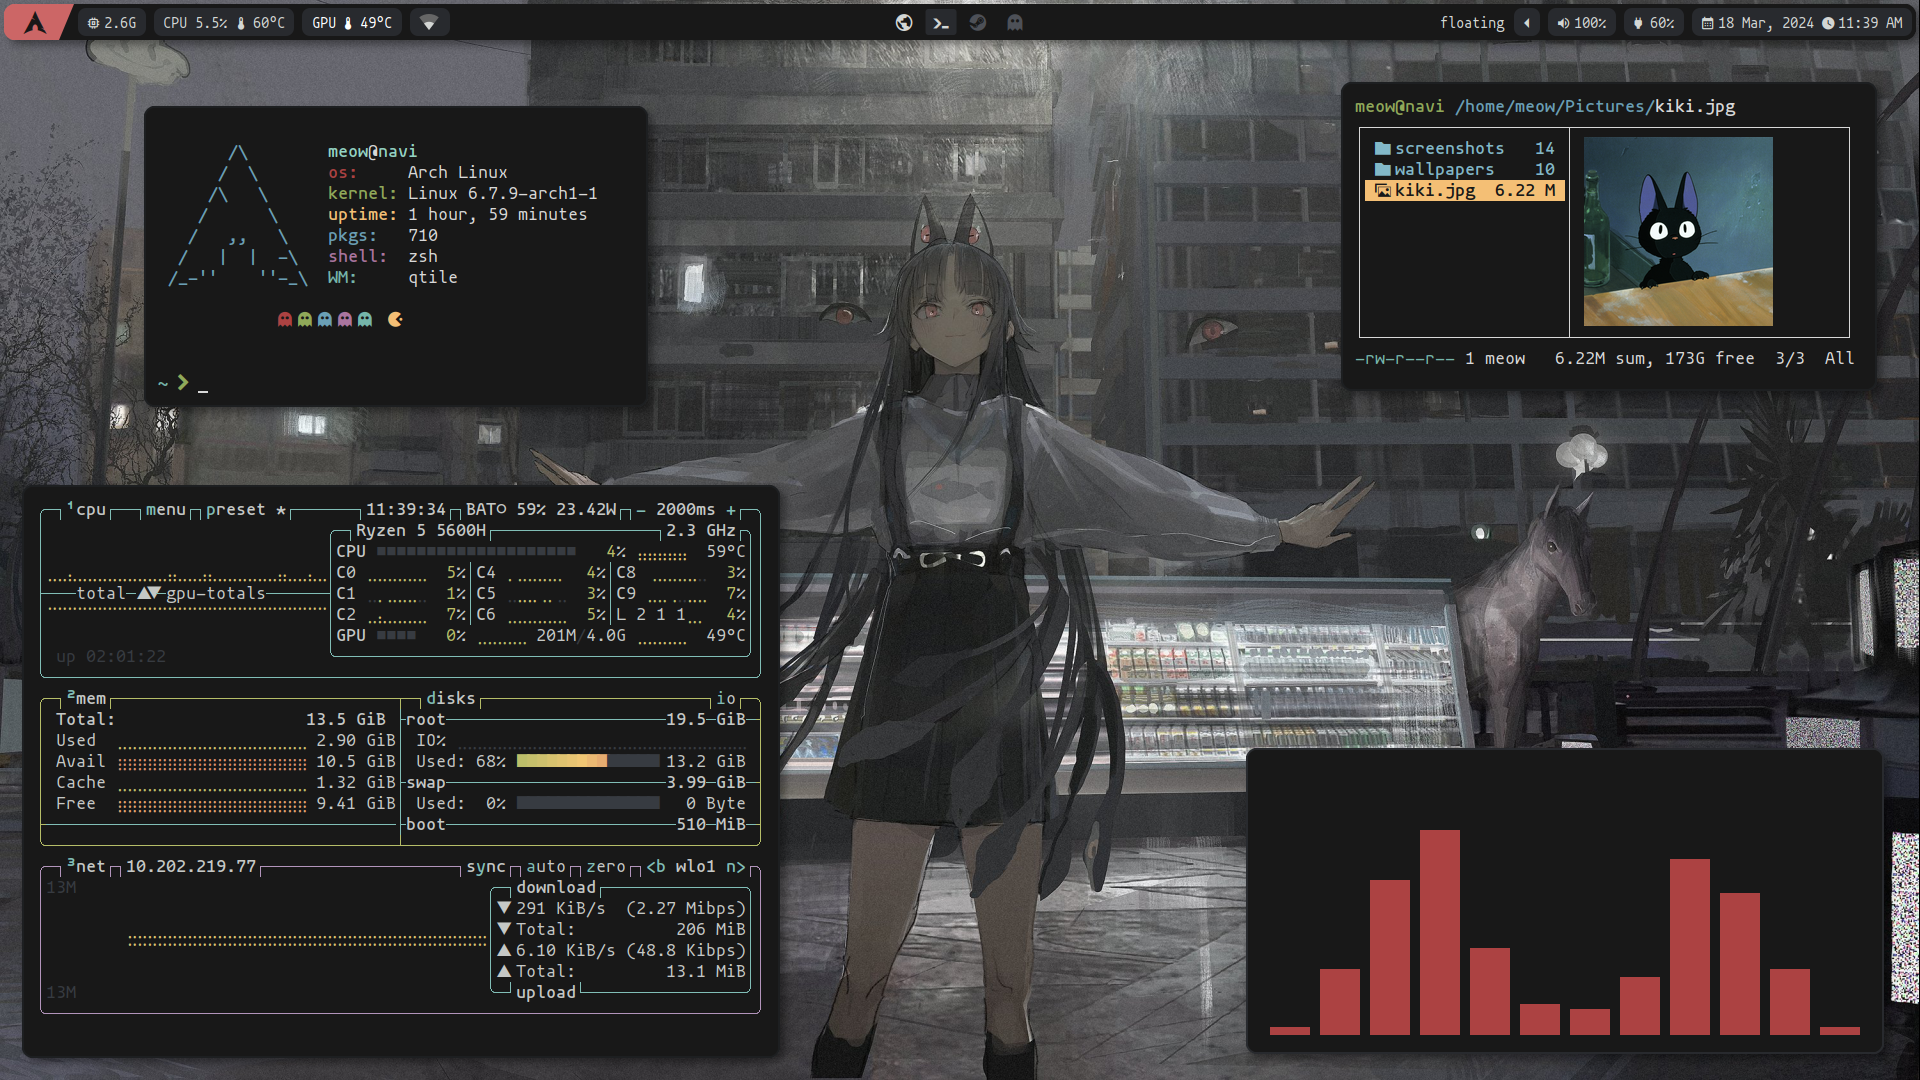 2.6G CPU 5.5% 60°C GPU 49°C floating 100% 60% 18 Mar, 2024 11:39 AM
meow@navi
os: Arch Linux
kernel: Linux 6.7.9-arch1-1
uptime: 1 hour, 59 minutes
pkgs: 710
shell: zsh
WM: qtile
~ ❯ _
meow@navi /home/meow/Pictures/kiki.jpg
screenshots 14
wallpapers 10
kiki.jpg 6.22 M
-rw-r--r-- 1 meow 6.22M sum, 173G free 3/3 All
¹cpu menu preset * 11:39:34 BAT○ 59% 23.42W - 2000ms +
Ryzen 5 5600H 2.3 GHz
CPU 4% 59°C
C0 5% C4 4% C8 3%
total ▲▼ gpu-totals C1 1% C5 3% C9 7%
C2 7% C6 5% L 2 1 1 4%
GPU 0% 201M/4.0G 49°C
up 02:01:22
²mem disks io
Total: 13.5 GiB root 19.5 GiB
Used 2.90 GiB IO%
Avail 10.5 GiB Used: 68% 13.2 GiB
Cache 1.32 GiB swap 3.99 GiB
Free 9.41 GiB Used: 0% 0 Byte
boot 510 MiB
³net 10.202.219.77 sync auto zero <b wlo1 n>
13M download
▼ 291 KiB/s (2.27 Mibps)
▼ Total: 206 MiB
▲ 6.10 KiB/s (48.8 Kibps)
▲ Total: 13.1 MiB
13M upload